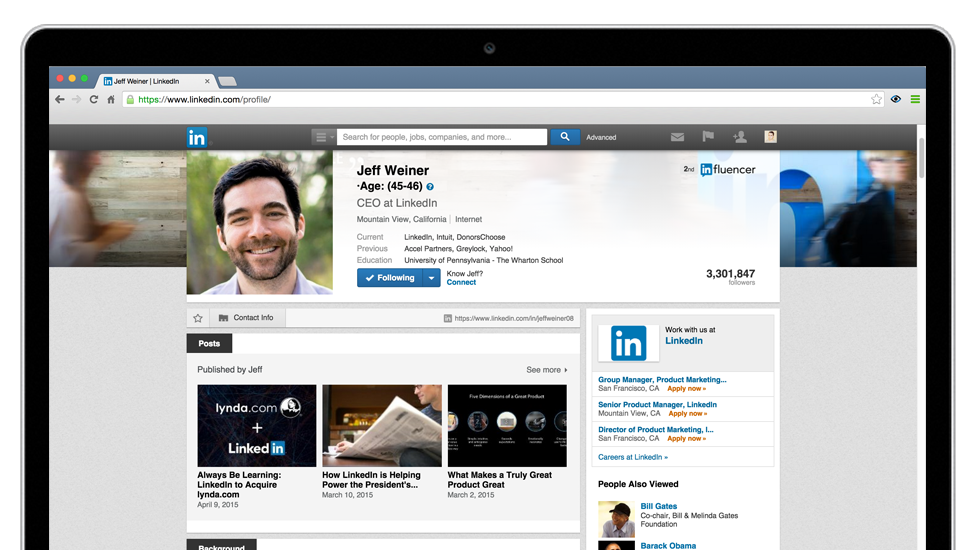 Jeff Weiner | LinkedIn
https://www.linkedin.com/profile/
in
Search for people, jobs, companies, and more...
Advanced
Jeff Weiner
·Age: (45-46) ?
CEO at LinkedIn
Mountain View, California | Internet
2nd influencer
Current LinkedIn, Intuit, DonorsChoose
Previous Accel Partners, Greylock, Yahoo!
Education University of Pennsylvania - The Wharton School
Following
Know Jeff?
Connect
3,301,847
followers
Contact Info
https://www.linkedin.com/in/jeffweiner08
Posts
Published by Jeff
See more
lynda.com
+
Linked in
Always Be Learning:
LinkedIn to Acquire
lynda.com
April 9, 2015
How LinkedIn is Helping
Power the President's...
March 10, 2015
Five Dimensions of a Great Product
What Makes a Truly Great
Product Great
March 2, 2015
Background
in
Work with us at
LinkedIn
Group Manager, Product Marketing...
San Francisco, CA Apply now »
Senior Product Manager, LinkedIn
Mountain View, CA Apply now »
Director of Product Marketing, I...
San Francisco, CA Apply now »
Careers at LinkedIn »
People Also Viewed
Bill Gates
Co-chair, Bill & Melinda Gates
Foundation
Barack Obama